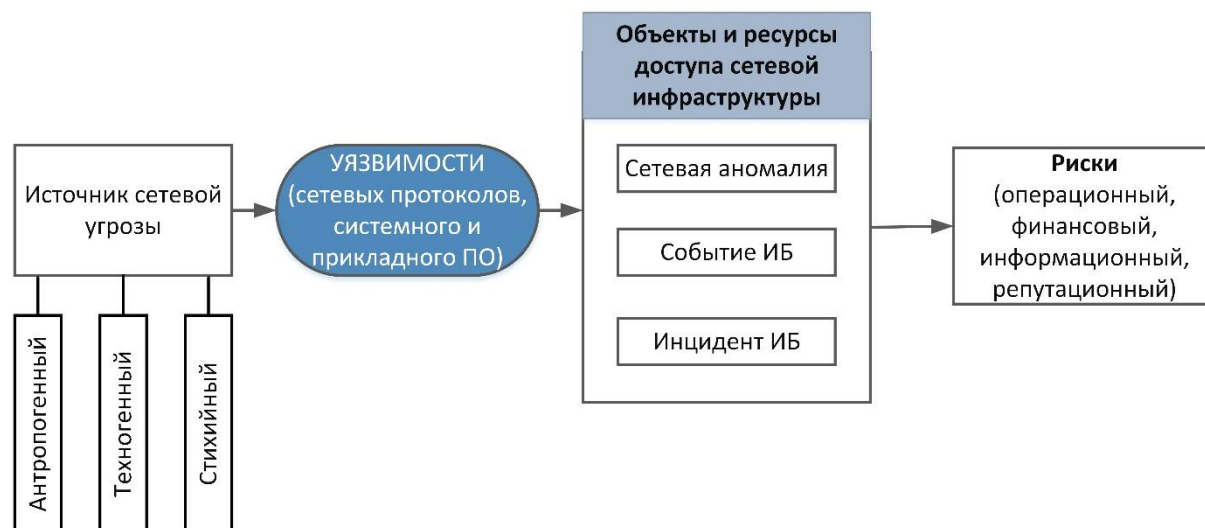 Источник сетевой
угрозы
Антропогенный
Техногенный
Стихийный
УЯЗВИМОСТИ
(сетевых протоколов,
системного и
прикладного ПО)
Объекты и ресурсы
доступа сетевой
инфраструктуры
Сетевая аномалия
Событие ИБ
Инцидент ИБ
Риски
(операционный,
финансовый,
информационный,
репутационный)